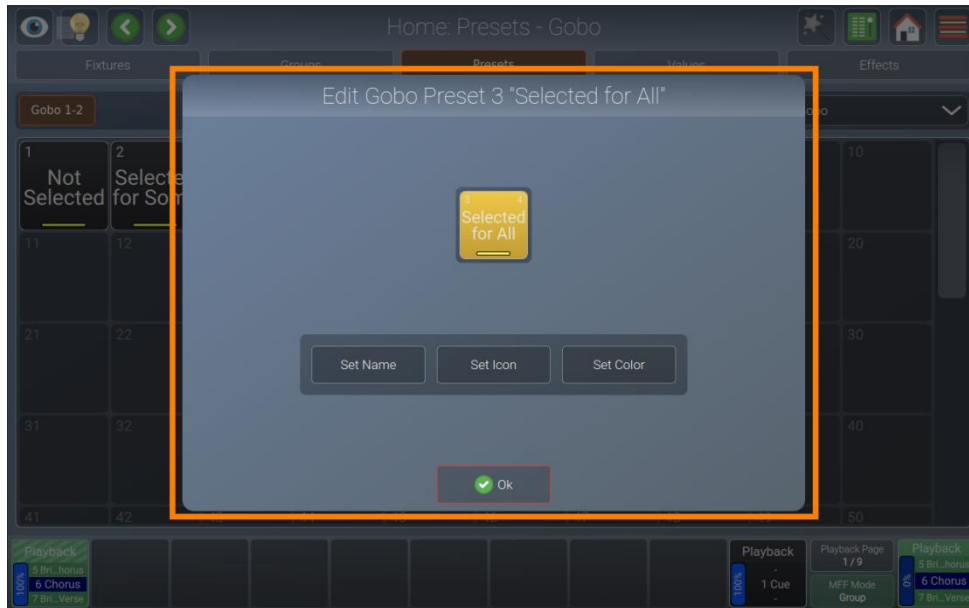 Home: Presets - Gobo
Fixtures
Groups
Presets
Values
Effects
Edit Gobo Preset 3 "Selected for All"
Gobo 1-2
1
Not
Selected
2
3 4
Selected
for All
10
11
12
20
21
22
30
31
32
40
41
42
50
Set Name
Set Icon
Set Color
Ok
Playback
100%
5 Bri...horus
6 Chorus
7 Bri...Verse
Playback
100%
-
1 Cue
-
Playback Page
1 / 9
MFF Mode
Group
Playback
0%
5 Bri...horus
6 Chorus
7 Bri...Verse